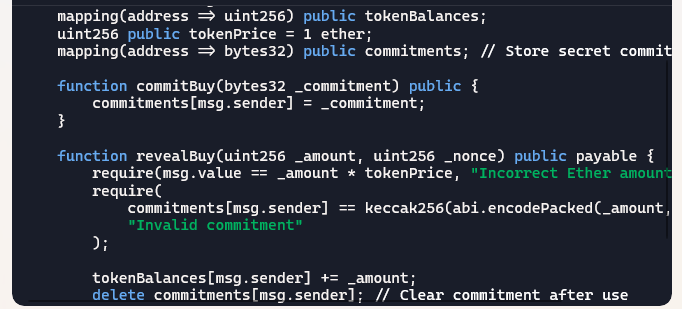 mapping(address => uint256) public tokenBalances;
uint256 public tokenPrice = 1 ether;
mapping(address => bytes32) public commitments; // Store secret commit
function commitBuy(bytes32 _commitment) public {
commitments[msg.sender] = _commitment;
}
function revealBuy(uint256 _amount, uint256 _nonce) public payable {
require(msg.value == _amount * tokenPrice, "Incorrect Ether amount
require(
commitments[msg.sender] == keccak256(abi.encodePacked(_amount,
"Invalid commitment"
);
tokenBalances[msg.sender] += _amount;
delete commitments[msg.sender]; // Clear commitment after use